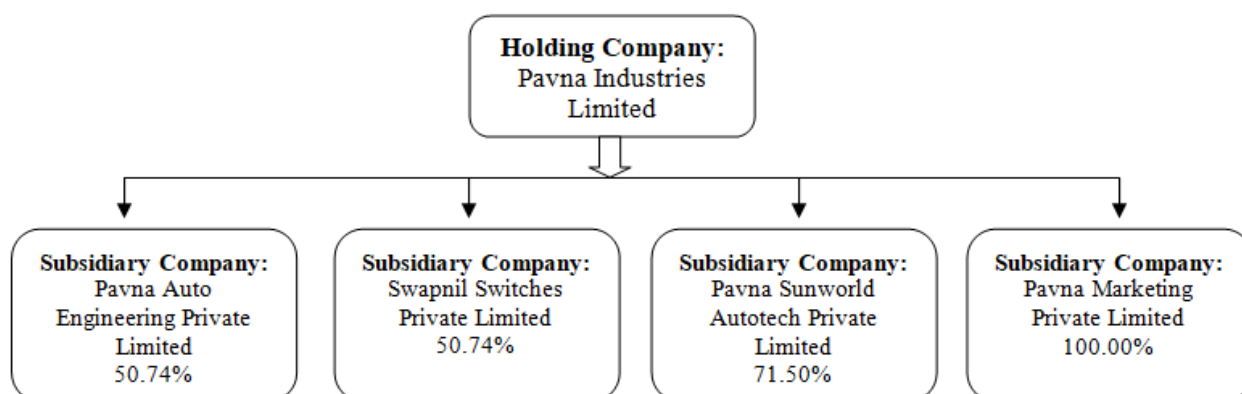 Holding Company:
Pavna Industries
Limited
Subsidiary Company:
Pavna Auto
Engineering Private
Limited
50.74%
Subsidiary Company:
Swapnil Switches
Private Limited
50.74%
Subsidiary Company:
Pavna Sunworld
Autotech Private
Limited
71.50%
Subsidiary Company:
Pavna Marketing
Private Limited
100.00%